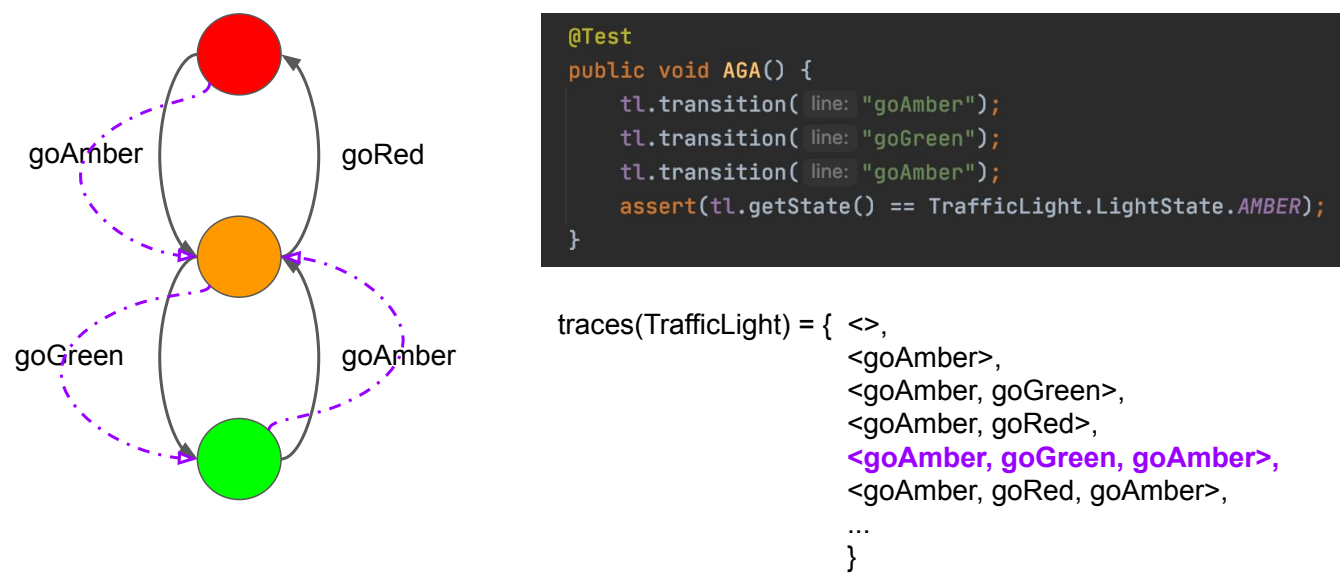 goAmber
goRed
goGreen
goAmber
@Test
public void AGA() {
tl.transition( line: "goAmber");
tl.transition( line: "goGreen");
tl.transition( line: "goAmber");
assert(tl.getState() == TrafficLight.LightState.AMBER);
}
traces(TrafficLight) = { <>,
<goAmber>,
<goAmber, goGreen>,
<goAmber, goRed>,
<goAmber, goGreen, goAmber>,
<goAmber, goRed, goAmber>,
...
}